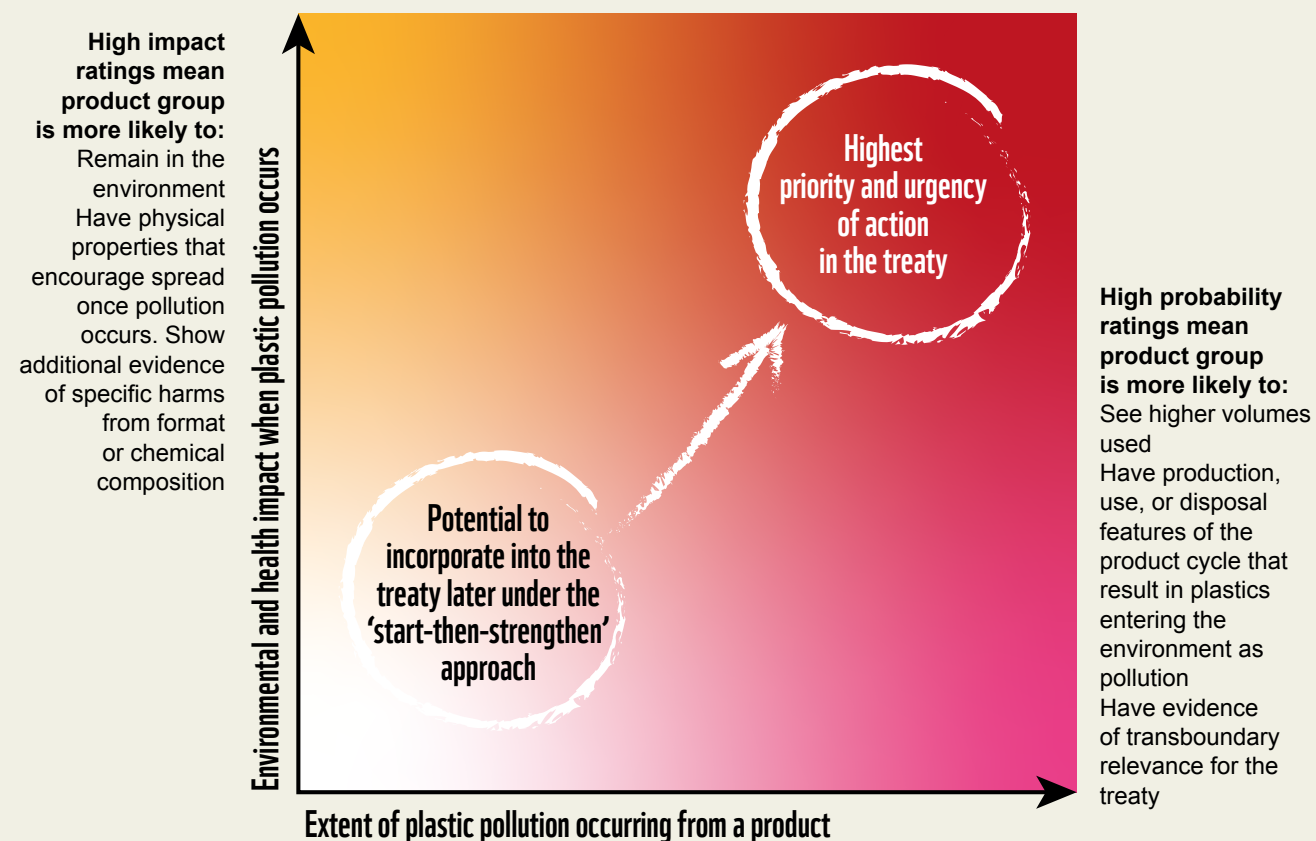 High impact
ratings mean
product group
is more likely to:
Remain in the
environment
Have physical
properties that
encourage spread
once pollution
occurs. Show
additional evidence
of specific harms
from format
or chemical
composition
Environmental and health impact when plastic pollution occurs
Highest
priority and urgency
of action
in the treaty
Potential to
incorporate into the
treaty later under the
‘start-then-strengthen’
approach
High probability
ratings mean
product group
is more likely to:
See higher volumes
used
Have production,
use, or disposal
features of the
product cycle that
result in plastics
entering the
environment as
pollution
Have evidence
of transboundary
relevance for the
treaty
Extent of plastic pollution occurring from a product